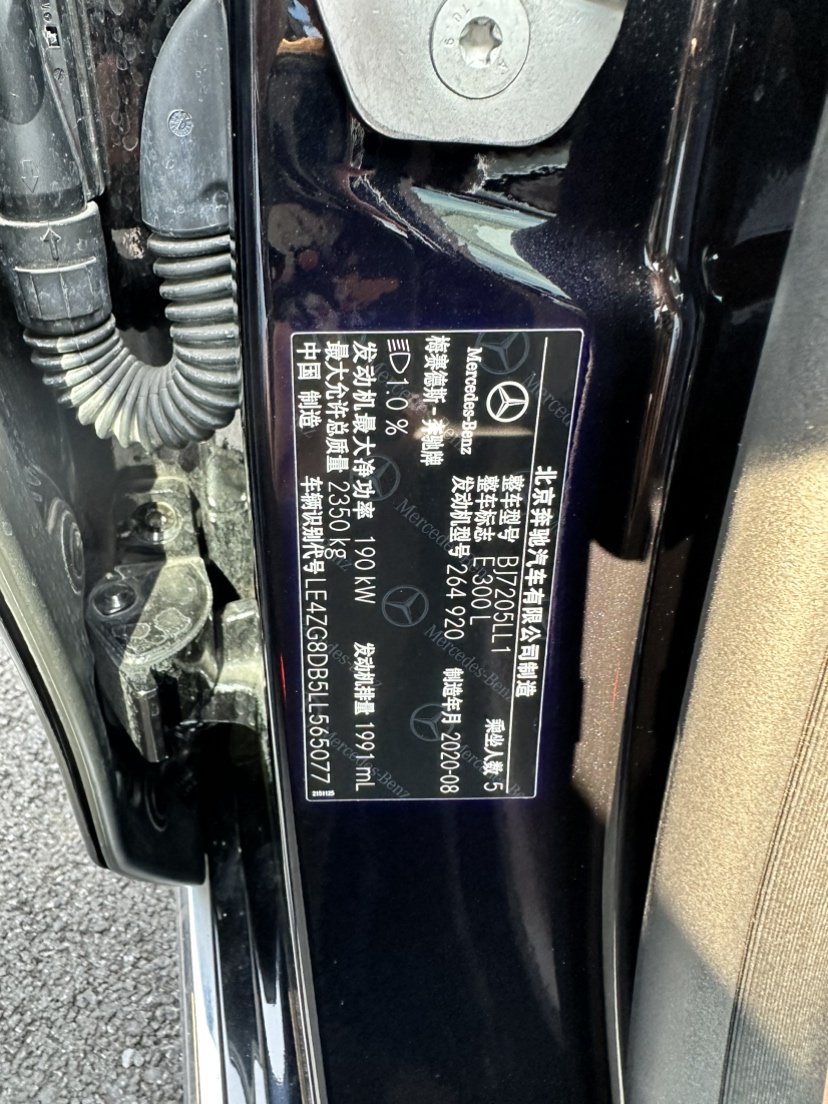 北京奔驰汽车有限公司制造
Mercedes-Benz
梅赛德斯-奔驰牌
整车型号 BJ7205LL1 乘坐人数 5
整车标志 E 300 L
发动机型号 264 920 制造年月 2020-08
1.0 %
发动机最大净功率 190 kW 发动机排量 1991 mL
最大允许总质量 2350 kg
中国 制造 车辆识别代号 LE4ZG8DB5LL565077
2151125